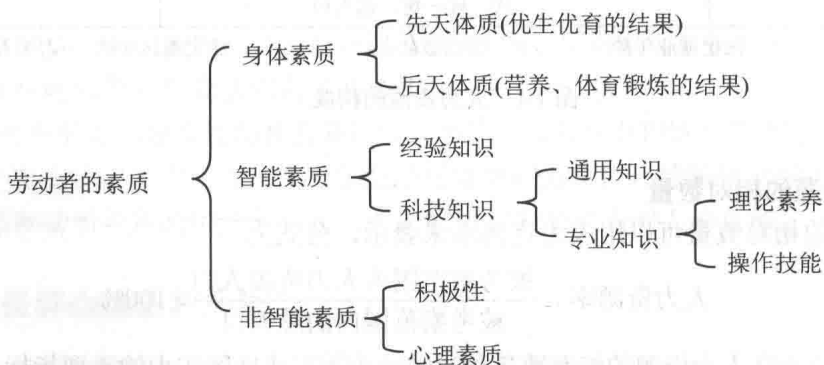 先天体质(优生优育的结果)
身体素质
后天体质(营养、体育锻炼的结果)
经验知识
通用知识
劳动者的素质
智能素质
理论素养
科技知识
专业知识
操作技能
积极性
非智能素质
心理素质